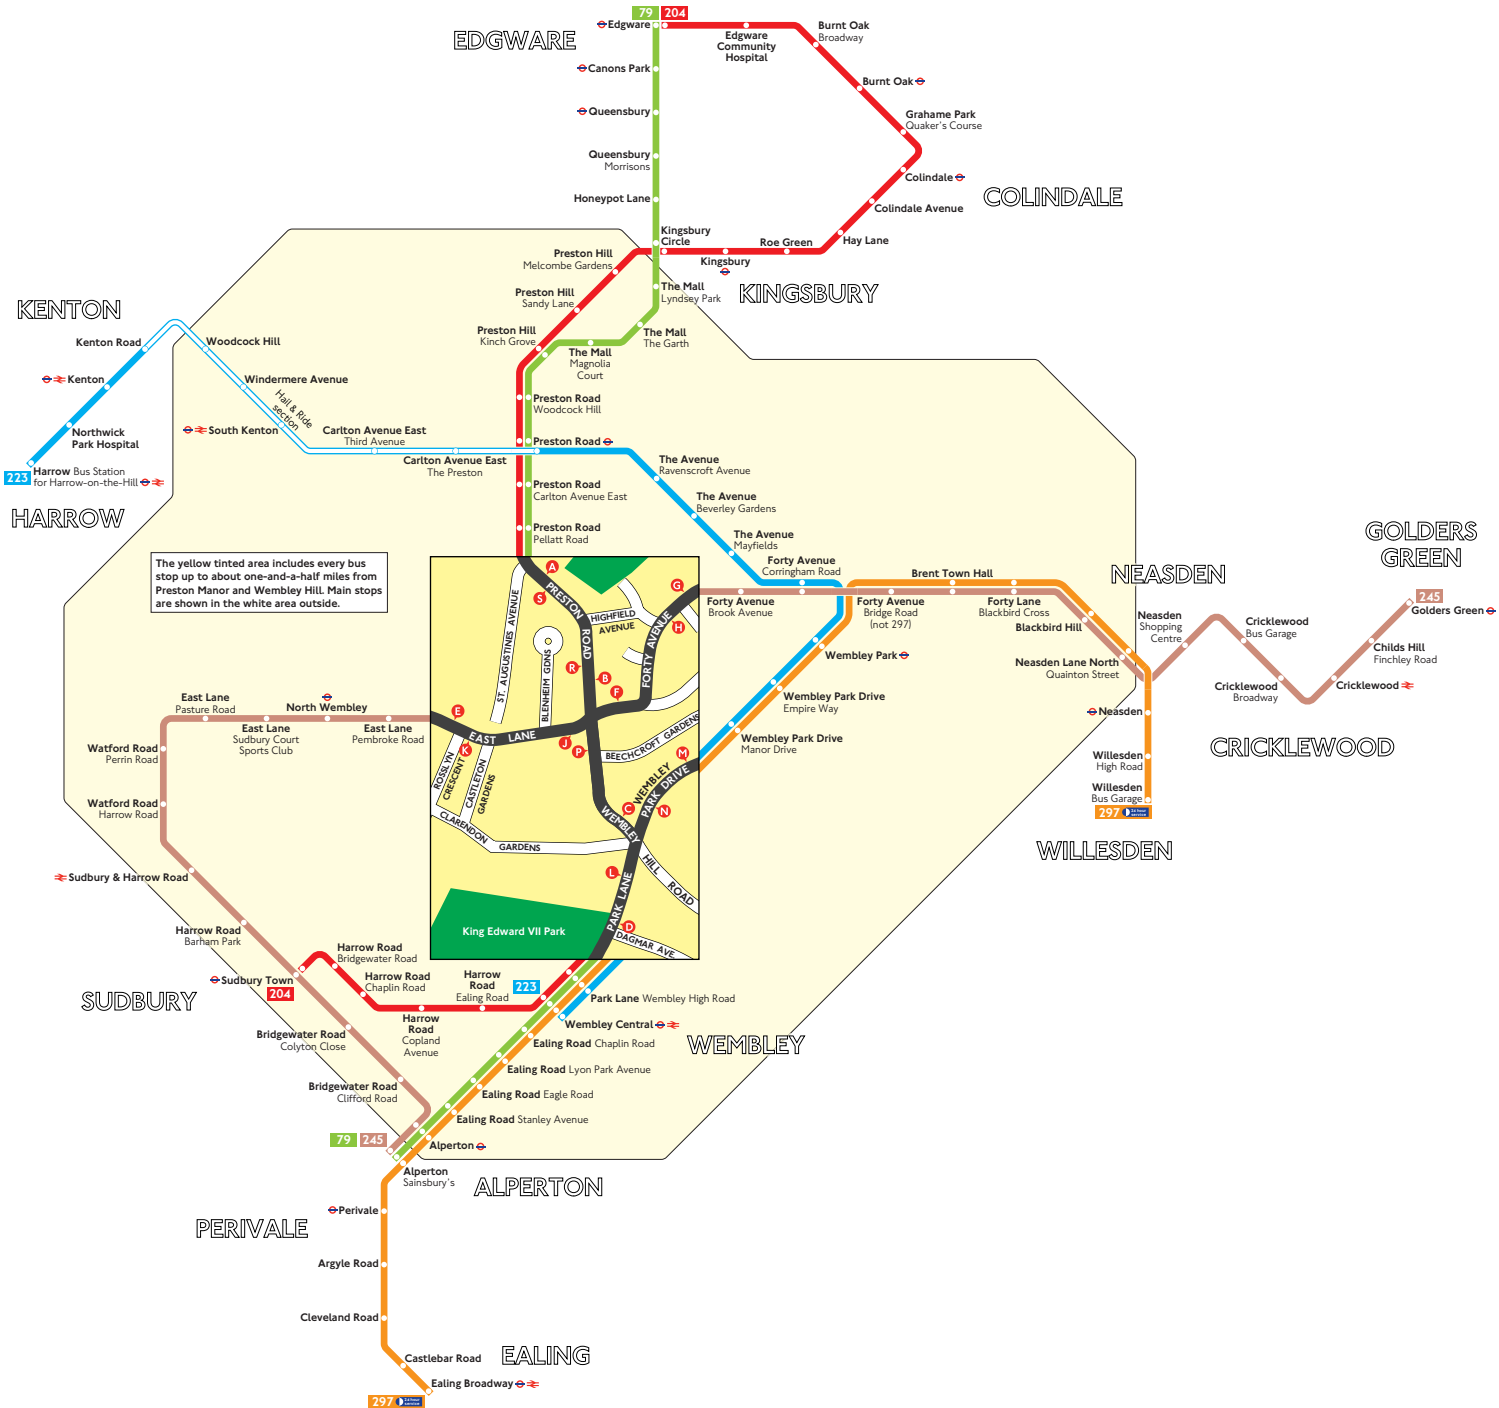 79 204
Edgware
EDGWARE
Edgware
Community
Hospital
Burnt Oak
Broadway
Canons Park
Burnt Oak
Queensbury
Grahame Park
Quaker's Course
Queensbury
Morrisons
Colindale
COLINDALE
Honeypot Lane
Colindale Avenue
Kingsbury
Circle
Roe Green
Hay Lane
Kingsbury
KINGSBURY
Preston Hill
Melcombe Gardens
Preston Hill
Sandy Lane
The Mall
Lyndsey Park
Preston Hill
Kinch Grove
The Mall
The Garth
The Mall
Magnolia
Court
KENTON
Kenton Road
Woodcock Hill
Kenton
Windermere Avenue
Hail & Ride
section
Northwick
Park Hospital
South Kenton
223
Harrow Bus Station
for Harrow-on-the-Hill
HARROW
Carlton Avenue East
Third Avenue
Carlton Avenue East
The Preston
Preston Road
Woodcock Hill
Preston Road
Preston Road
Carlton Avenue East
Preston Road
Pellatt Road
The Avenue
Ravenscroft Avenue
The Avenue
Beverley Gardens
The Avenue
Mayfields
Forty Avenue
Corringham Road
The yellow tinted area includes every bus
stop up to about one-and-a-half miles from
Preston Manor and Wembley Hill. Main stops
are shown in the white area outside.
Forty Avenue
Brook Avenue
Forty Avenue
Bridge Road
(not 297)
Brent Town Hall
Forty Lane
Blackbird Cross
Blackbird Hill
Neasden Lane North
Quainton Street
NEASDEN
Neasden
Shopping
Centre
Cricklewood
Bus Garage
Cricklewood
Broadway
Cricklewood
Childs Hill
Finchley Road
GOLDERS
GREEN
245
Golders Green
CRICKLEWOOD
Neasden
Willesden
High Road
Willesden
Bus Garage
297 24 hour
service
WILLESDEN
Wembley Park
Wembley Park Drive
Empire Way
Wembley Park Drive
Manor Drive
A
S
G
H
R
B
F
E
K
J
P
M
C
N
L
D
PRESTON
ROAD
HIGHFIELD
AVENUE
ST. AUGUSTINES AVENUE
BLENHEIM GDNS
FORTY AVENUE
EAST LANE
BEECHCROFT GARDENS
ROSSLYN
CRESCENT
CASTLETON
GARDENS
CLARENDON
GARDENS
WEMBLEY
PARK DRIVE
WEMBLEY
HILL ROAD
PARK LANE
DAGMAR AVE
King Edward VII Park
East Lane
Pasture Road
North Wembley
East Lane
Sudbury Court
Sports Club
East Lane
Pembroke Road
Watford Road
Perrin Road
Watford Road
Harrow Road
Sudbury & Harrow Road
Harrow Road
Barham Park
Sudbury Town
204
SUDBURY
Harrow Road
Bridgewater Road
Harrow Road
Chaplin Road
Harrow
Road
Copland
Avenue
Harrow
Road
Ealing Road
223
Bridgewater Road
Colyton Close
Bridgewater Road
Clifford Road
79 245
Park Lane Wembley High Road
Wembley Central
WEMBLEY
Ealing Road Chaplin Road
Ealing Road Lyon Park Avenue
Ealing Road Eagle Road
Ealing Road Stanley Avenue
Alperton
Alperton
Sainsbury's
ALPERTON
Perivale
PERIVALE
Argyle Road
Cleveland Road
Castlebar Road
EALING
Ealing Broadway
297 24 hour
service